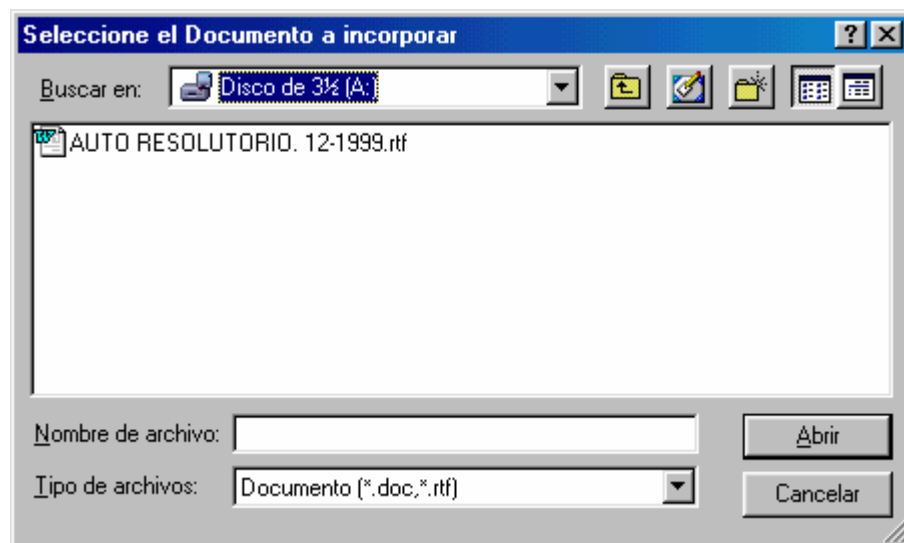 Seleccione el Documento a incorporar
Buscar en: Disco de 3½ (A:)
AUTO RESOLUTORIO. 12-1999.rtf
Nombre de archivo:
Abrir
Tipo de archivos: Documento (*.doc,*.rtf)
Cancelar